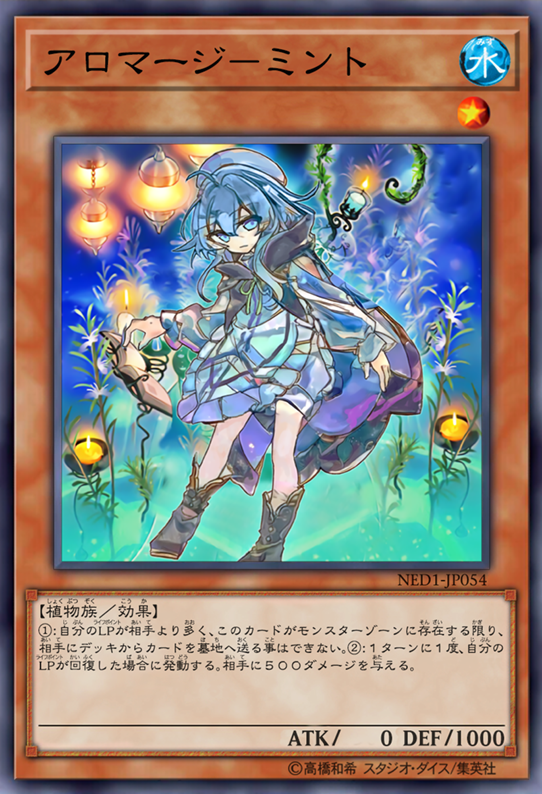 アロマージーミント
水
NED1-JP054
【植物族／効果】
①:自分のLPが相手より多く、このカードがモンスターゾーンに存在する限り、
相手にデッキからカードを墓地へ送る事はできない。②:１ターンに１度、自分の
LPが回復した場合に発動する。相手に５００ダメージを与える。
ATK/ 0 DEF/1000
©高橋和希 スタジオ・ダイス/集英社